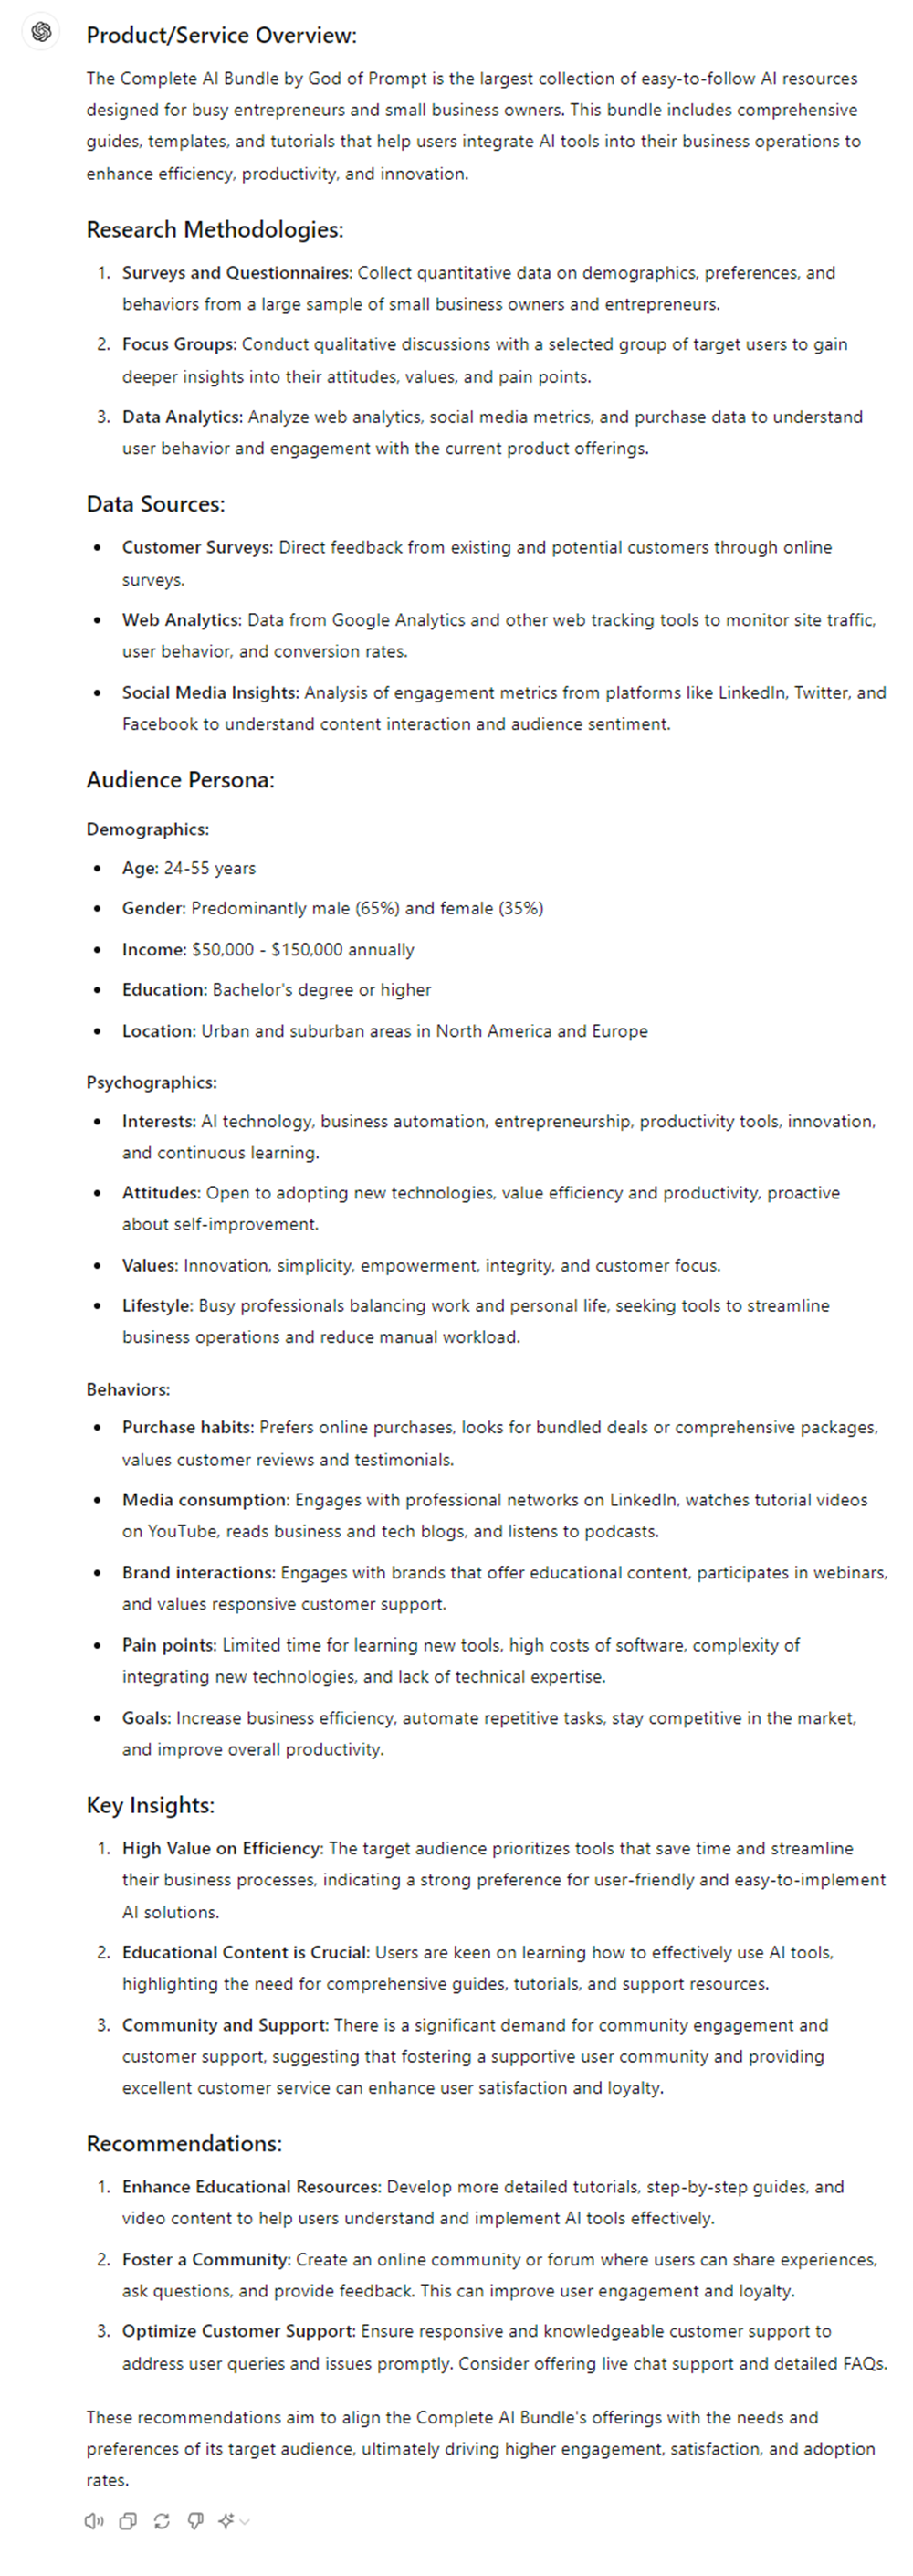 Product/Service Overview:
The Complete AI Bundle by God of Prompt is the largest collection of easy-to-follow AI resources
designed for busy entrepreneurs and small business owners. This bundle includes comprehensive
guides, templates, and tutorials that help users integrate AI tools into their business operations to
enhance efficiency, productivity, and innovation.
Research Methodologies:
1. Surveys and Questionnaires: Collect quantitative data on demographics, preferences, and
behaviors from a large sample of small business owners and entrepreneurs.
2. Focus Groups: Conduct qualitative discussions with a selected group of target users to gain
deeper insights into their attitudes, values, and pain points.
3. Data Analytics: Analyze web analytics, social media metrics, and purchase data to understand
user behavior and engagement with the current product offerings.
Data Sources:
• Customer Surveys: Direct feedback from existing and potential customers through online
surveys.
• Web Analytics: Data from Google Analytics and other web tracking tools to monitor site traffic,
user behavior, and conversion rates.
• Social Media Insights: Analysis of engagement metrics from platforms like LinkedIn, Twitter, and
Facebook to understand content interaction and audience sentiment.
Audience Persona:
Demographics:
• Age: 24-55 years
• Gender: Predominantly male (65%) and female (35%)
• Income: $50,000 - $150,000 annually
• Education: Bachelor's degree or higher
• Location: Urban and suburban areas in North America and Europe
Psychographics:
• Interests: AI technology, business automation, entrepreneurship, productivity tools, innovation,
and continuous learning.
• Attitudes: Open to adopting new technologies, value efficiency and productivity, proactive
about self-improvement.
• Values: Innovation, simplicity, empowerment, integrity, and customer focus.
• Lifestyle: Busy professionals balancing work and personal life, seeking tools to streamline
business operations and reduce manual workload.
Behaviors:
• Purchase habits: Prefers online purchases, looks for bundled deals or comprehensive packages,
values customer reviews and testimonials.
• Media consumption: Engages with professional networks on LinkedIn, watches tutorial videos
on YouTube, reads business and tech blogs, and listens to podcasts.
• Brand interactions: Engages with brands that offer educational content, participates in webinars,
and values responsive customer support.
• Pain points: Limited time for learning new tools, high costs of software, complexity of
integrating new technologies, and lack of technical expertise.
• Goals: Increase business efficiency, automate repetitive tasks, stay competitive in the market,
and improve overall productivity.
Key Insights:
1. High Value on Efficiency: The target audience prioritizes tools that save time and streamline
their business processes, indicating a strong preference for user-friendly and easy-to-implement
AI solutions.
2. Educational Content is Crucial: Users are keen on learning how to effectively use AI tools,
highlighting the need for comprehensive guides, tutorials, and support resources.
3. Community and Support: There is a significant demand for community engagement and
customer support, suggesting that fostering a supportive user community and providing
excellent customer service can enhance user satisfaction and loyalty.
Recommendations:
1. Enhance Educational Resources: Develop more detailed tutorials, step-by-step guides, and
video content to help users understand and implement AI tools effectively.
2. Foster a Community: Create an online community or forum where users can share experiences,
ask questions, and provide feedback. This can improve user engagement and loyalty.
3. Optimize Customer Support: Ensure responsive and knowledgeable customer support to
address user queries and issues promptly. Consider offering live chat support and detailed FAQs.
These recommendations aim to align the Complete AI Bundle's offerings with the needs and
preferences of its target audience, ultimately driving higher engagement, satisfaction, and adoption
rates.